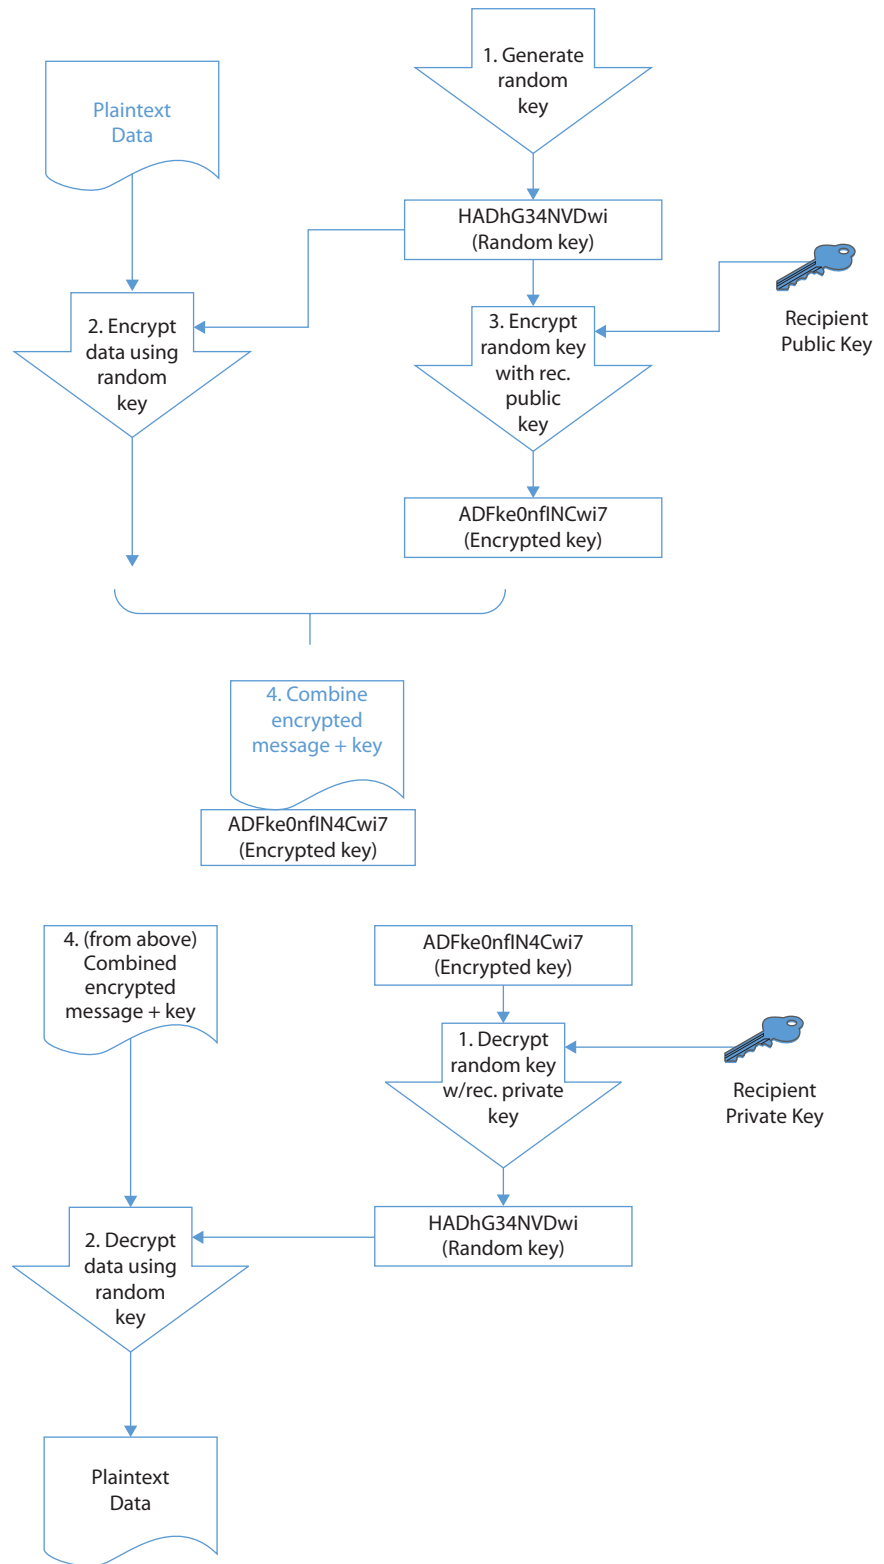 1. Generate
random
key
Plaintext
Data
HADhG34NVDwi
(Random key)
Recipient
Public Key
2. Encrypt
data using
random
key
3. Encrypt
random key
with rec.
public
key
ADFke0nfINCwi7
(Encrypted key)
4. Combine
encrypted
message + key
ADFke0nfIN4Cwi7
(Encrypted key)
4. (from above)
Combined
encrypted
message + key
ADFke0nfIN4Cwi7
(Encrypted key)
1. Decrypt
random key
w/rec. private
key
Recipient
Private Key
HADhG34NVDwi
(Random key)
2. Decrypt
data using
random
key
Plaintext
Data